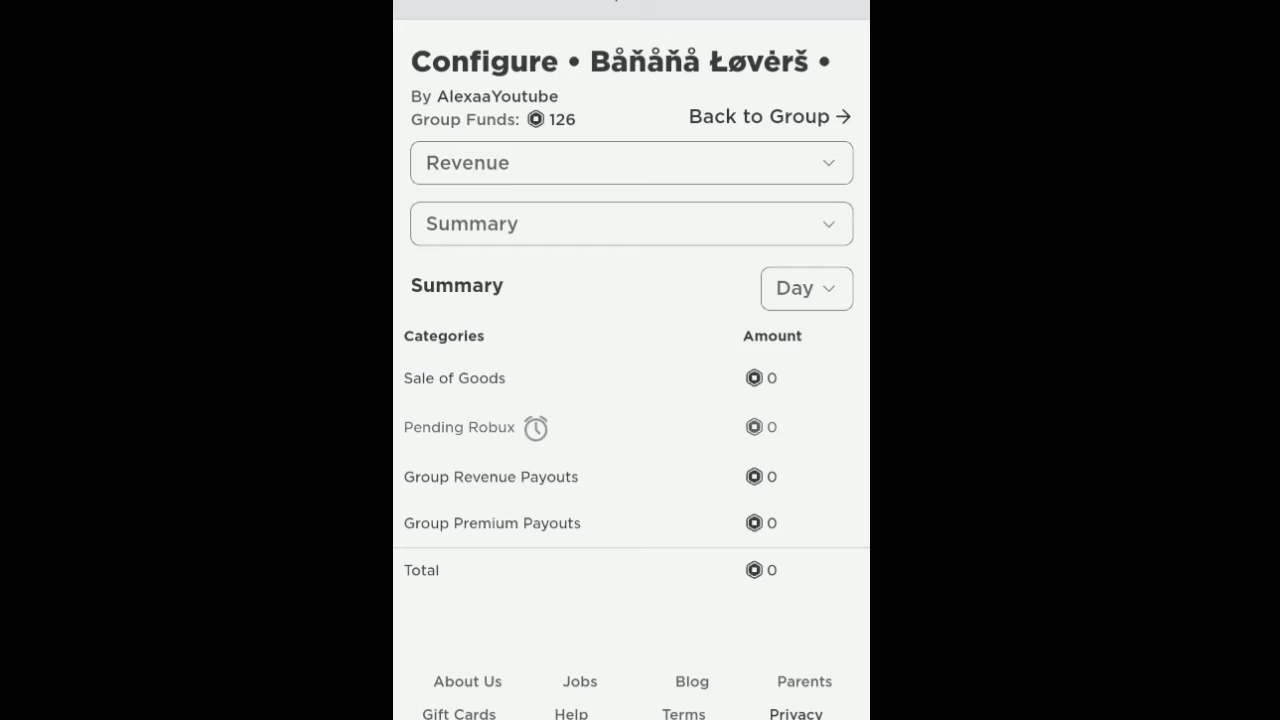 Configure • Båňåňå Łøvėrš •
By AlexaaYoutube
Group Funds: 126
Back to Group →
Revenue
Summary
Summary
Day
Categories Amount
Sale of Goods 0
Pending Robux 0
Group Revenue Payouts 0
Group Premium Payouts 0
Total 0
About Us Jobs Blog Parents
Gift Cards Help Terms Privacy